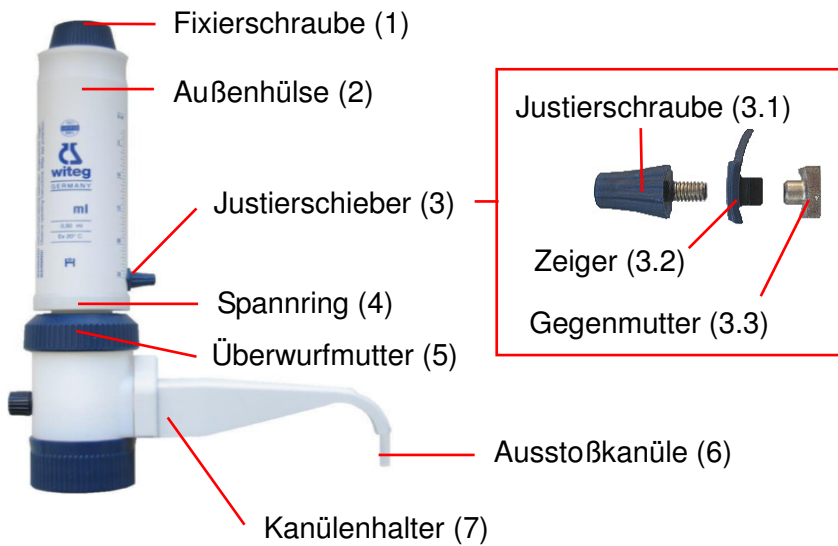 Fixierschraube (1)
Außenhülse (2)
Justierschraube (3.1)
witeg
GERMANY
ml
Justierschieber (3)
Zeiger (3.2)
Spannring (4)
Gegenmutter (3.3)
Überwurfmutter (5)
Ausstoßkanüle (6)
Kanülenhalter (7)